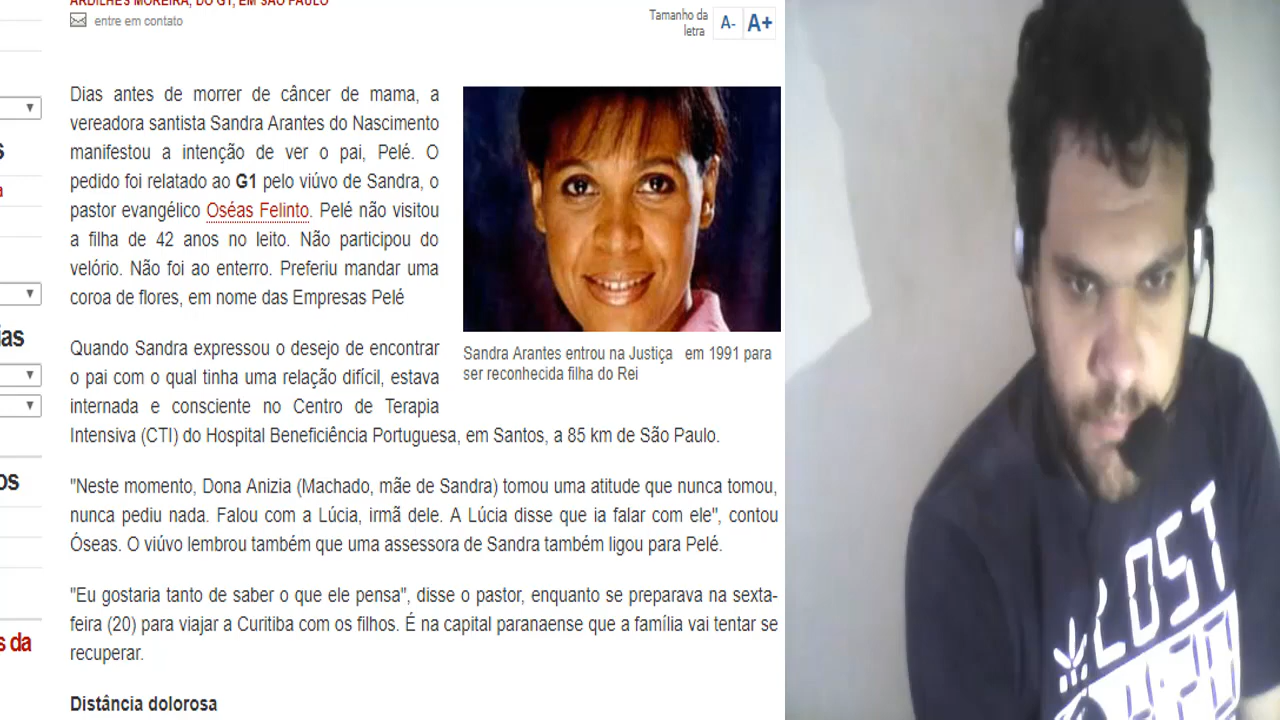 ARDILHES MOREIRA, DO G1, EM SÃO PAULO
entre em contato
Tamanho da
letra
A-
A+
Dias antes de morrer de câncer de mama, a
vereadora santista Sandra Arantes do Nascimento
manifestou a intenção de ver o pai, Pelé. O
pedido foi relatado ao G1 pelo viúvo de Sandra, o
pastor evangélico Oséas Felinto. Pelé não visitou
a filha de 42 anos no leito. Não participou do
velório. Não foi ao enterro. Preferiu mandar uma
coroa de flores, em nome das Empresas Pelé
Sandra Arantes entrou na Justiça em 1991 para
ser reconhecida filha do Rei
Quando Sandra expressou o desejo de encontrar
o pai com o qual tinha uma relação difícil, estava
internada e consciente no Centro de Terapia
Intensiva (CTI) do Hospital Beneficiência Portuguesa, em Santos, a 85 km de São Paulo.
"Neste momento, Dona Anizia (Machado, mãe de Sandra) tomou uma atitude que nunca tomou,
nunca pediu nada. Falou com a Lúcia, irmã dele. A Lúcia disse que ia falar com ele", contou
Óseas. O viúvo lembrou também que uma assessora de Sandra também ligou para Pelé.
"Eu gostaria tanto de saber o que ele pensa", disse o pastor, enquanto se preparava na sexta-
feira (20) para viajar a Curitiba com os filhos. É na capital paranaense que a família vai tentar se
recuperar.
Distância dolorosa
s
a
ias
os
s da
LOST